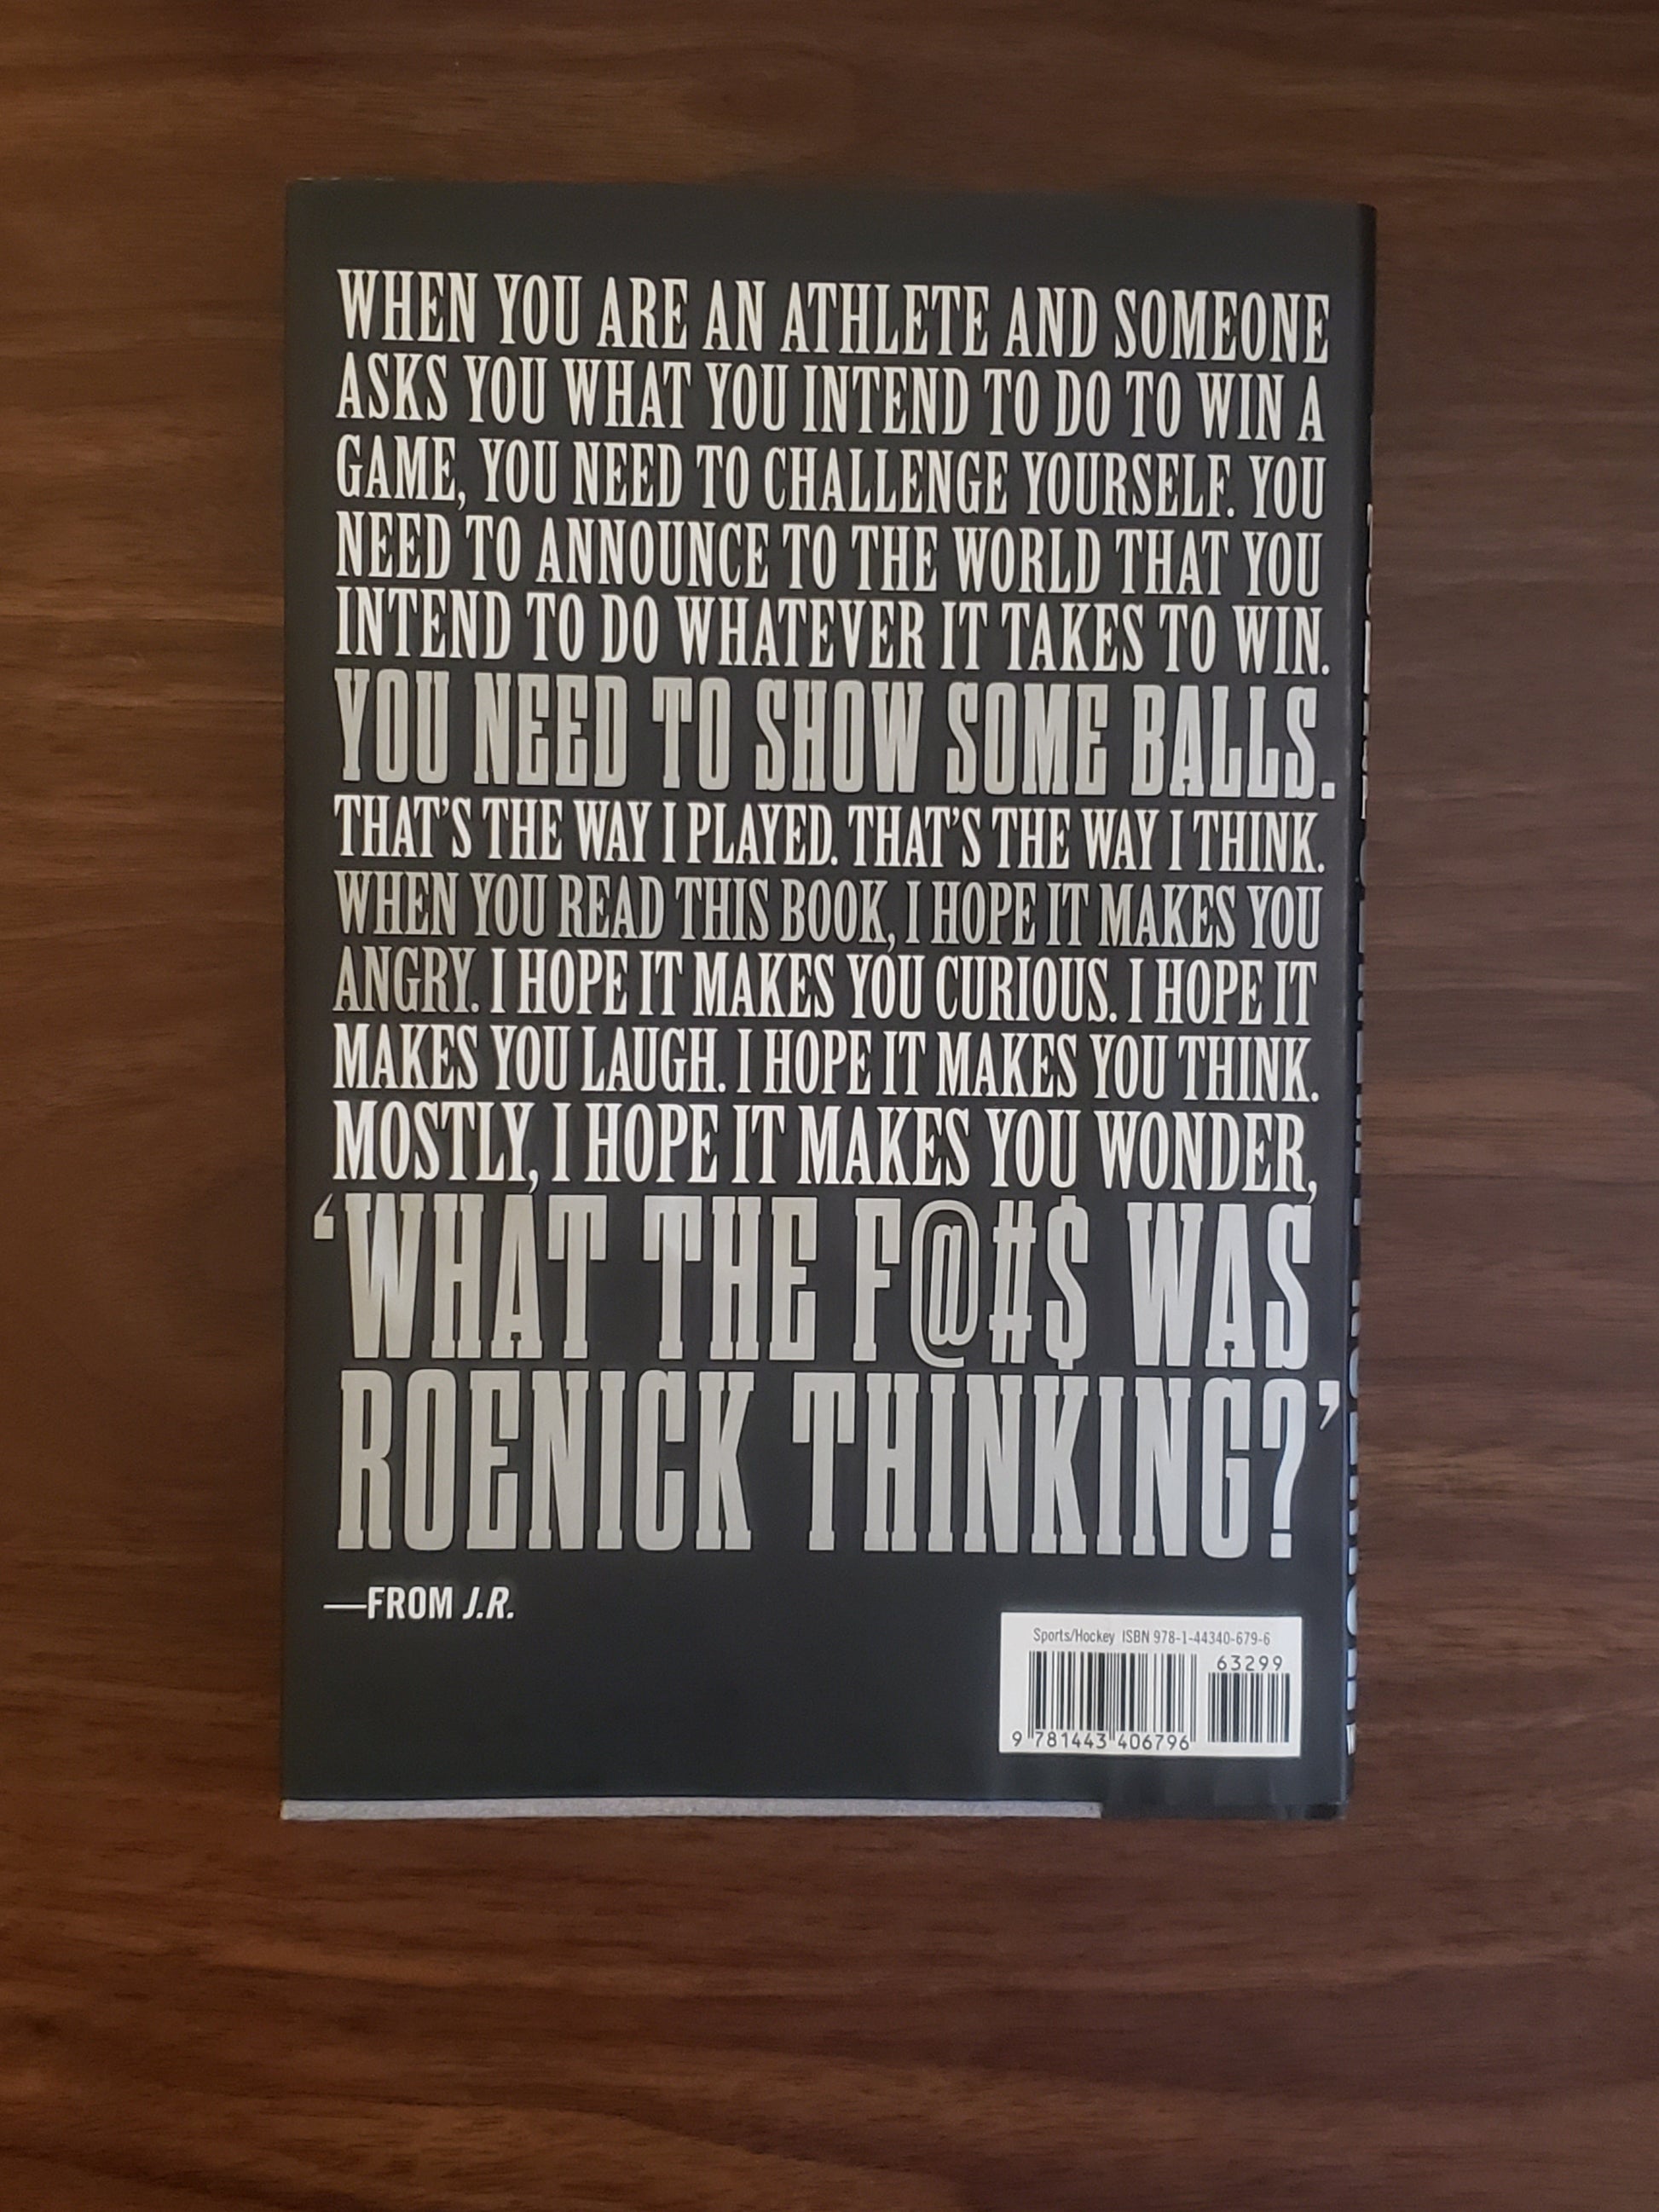 WHEN YOU ARE AN ATHLETE AND SOMEONE
ASKS YOU WHAT YOU INTEND TO DO TO WIN A
GAME, YOU NEED TO CHALLENGE YOURSELF. YOU
NEED TO ANNOUNCE TO THE WORLD THAT YOU
INTEND TO DO WHATEVER IT TAKES TO WIN.
YOU NEED TO SHOW SOME BALLS.
THAT'S THE WAY I PLAYED. THAT'S THE WAY I THINK.
WHEN YOU READ THIS BOOK, I HOPE IT MAKES YOU
ANGRY. I HOPE IT MAKES YOU CURIOUS. I HOPE IT
MAKES YOU LAUGH. I HOPE IT MAKES YOU THINK.
MOSTLY, I HOPE IT MAKES YOU WONDER,
‘WHAT THE F@#$ WAS
ROENICK THINKING?’
—FROM J.R.
Sports/Hockey ISBN 978-1-44340-679-6
63299
9 781443 406796